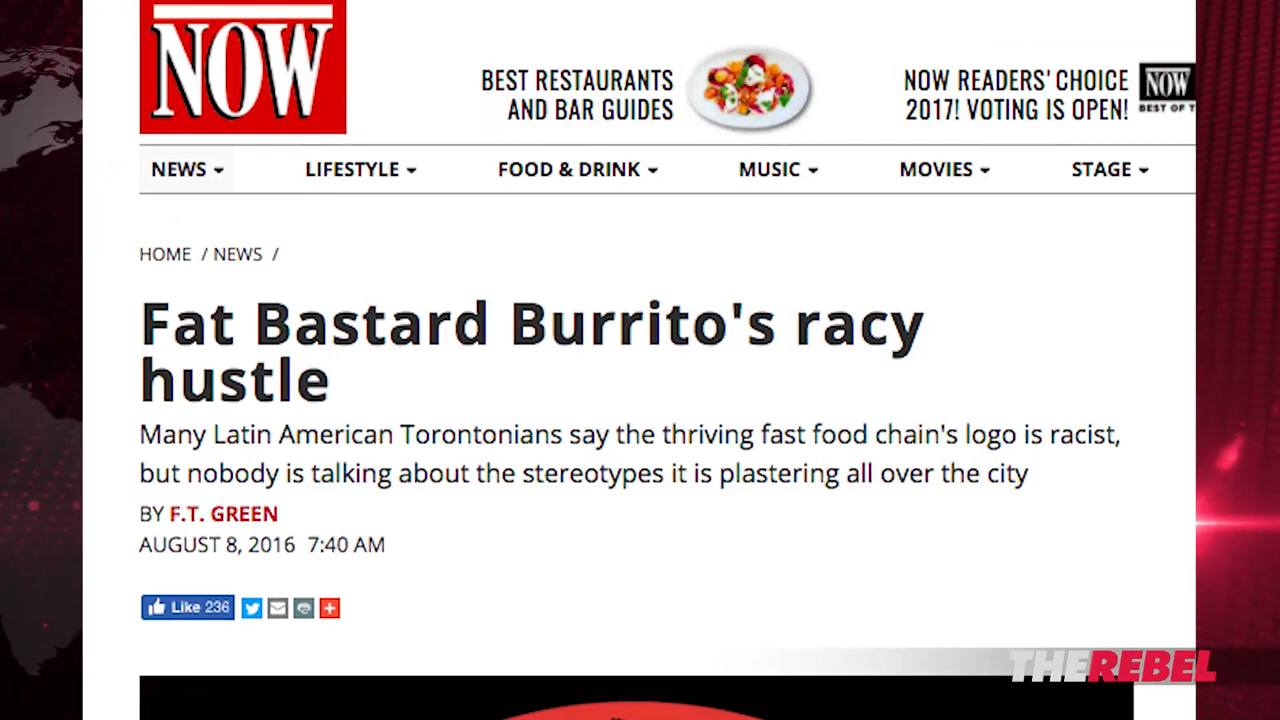 NOW
BEST RESTAURANTS
AND BAR GUIDES
NOW READERS' CHOICE
2017! VOTING IS OPEN!
NOW
BEST OF T
NEWS
LIFESTYLE
FOOD & DRINK
MUSIC
MOVIES
STAGE
HOME / NEWS /
Fat Bastard Burrito's racy
hustle
Many Latin American Torontonians say the thriving fast food chain's logo is racist,
but nobody is talking about the stereotypes it is plastering all over the city
BY F.T. GREEN
AUGUST 8, 2016 7:40 AM
Like 236
THEREBEL